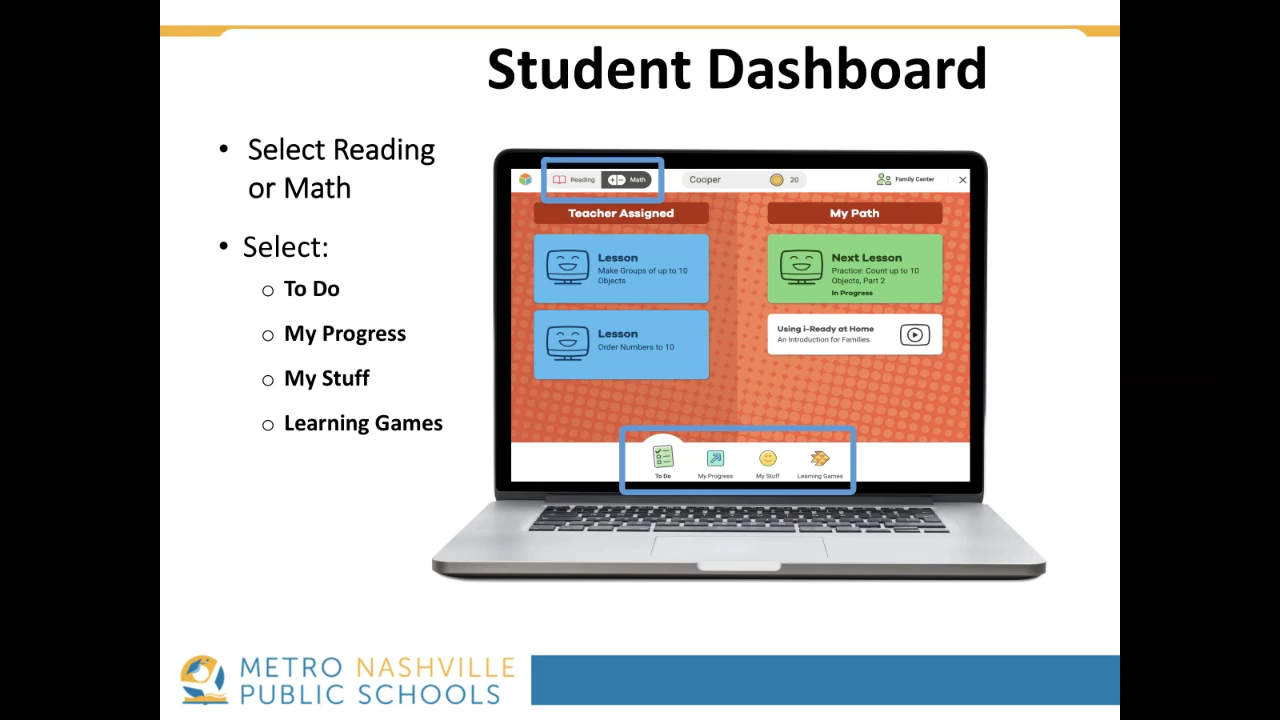 Student Dashboard
• Select Reading
or Math
• Select:
o To Do
o My Progress
o My Stuff
o Learning Games
Reading Math Cooper 20 Family Center
Teacher Assigned
Lesson
Make Groups of up to 10
Objects
Lesson
Order Numbers to 10
My Path
Next Lesson
Practice: Count up to 10
Objects, Part 2
In Progress
Using i-Ready at Home
An Introduction for Families
To Do My Progress My Stuff Learning Games
METRO NASHVILLE
PUBLIC SCHOOLS